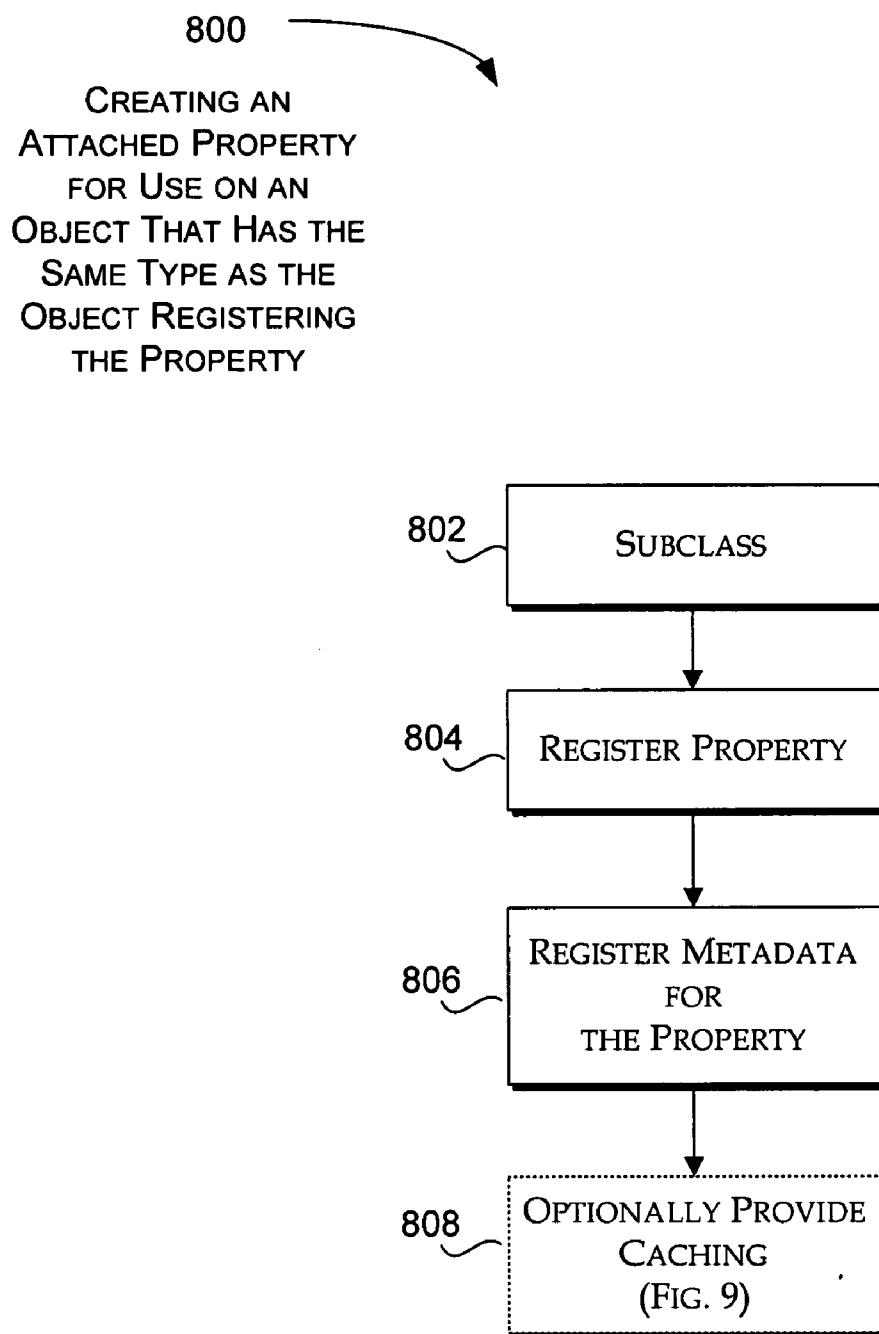 800
CREATING AN
ATTACHED PROPERTY
FOR USE ON AN
OBJECT THAT HAS THE
SAME TYPE AS THE
OBJECT REGISTERING
THE PROPERTY
802
SUBCLASS
804
REGISTER PROPERTY
806
REGISTER METADATA
FOR
THE PROPERTY
808
OPTIONALLY PROVIDE
CACHING
(FIG. 9)